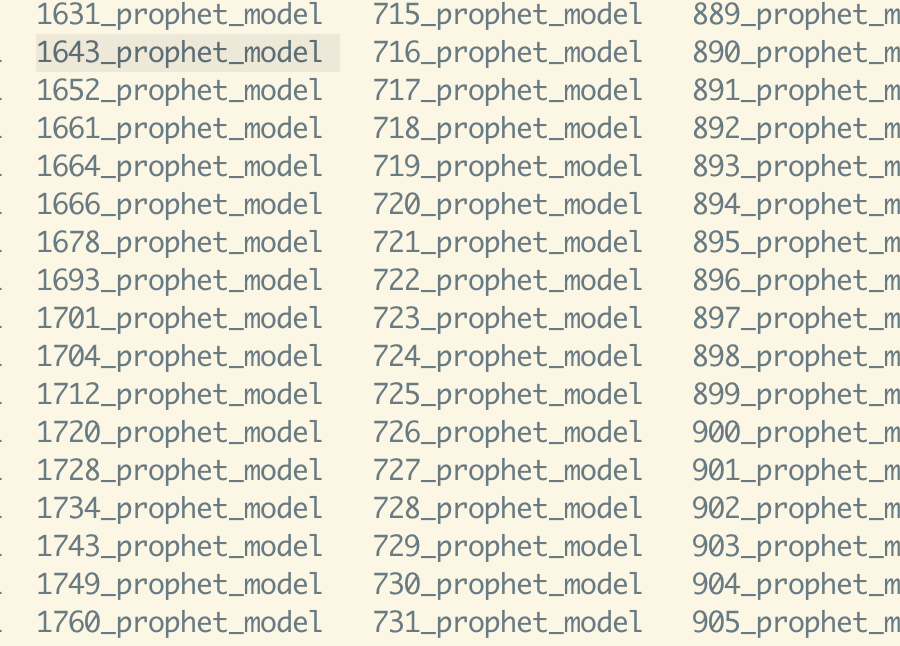 1631_prophet_model 715_prophet_model 889_prophet_m
1643_prophet_model 716_prophet_model 890_prophet_m
1652_prophet_model 717_prophet_model 891_prophet_m
1661_prophet_model 718_prophet_model 892_prophet_m
1664_prophet_model 719_prophet_model 893_prophet_m
1666_prophet_model 720_prophet_model 894_prophet_m
1678_prophet_model 721_prophet_model 895_prophet_m
1693_prophet_model 722_prophet_model 896_prophet_m
1701_prophet_model 723_prophet_model 897_prophet_m
1704_prophet_model 724_prophet_model 898_prophet_m
1712_prophet_model 725_prophet_model 899_prophet_m
1720_prophet_model 726_prophet_model 900_prophet_m
1728_prophet_model 727_prophet_model 901_prophet_m
1734_prophet_model 728_prophet_model 902_prophet_m
1743_prophet_model 729_prophet_model 903_prophet_m
1749_prophet_model 730_prophet_model 904_prophet_m
1760_prophet_model 731_prophet_model 905_prophet_m